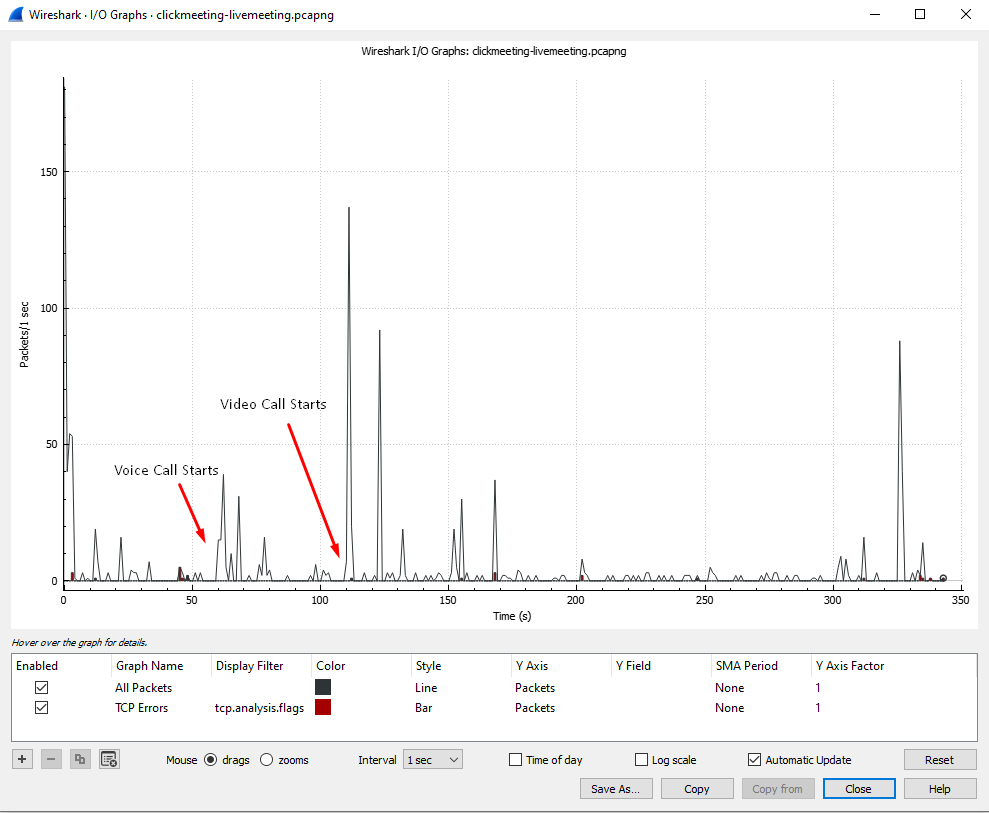 Wireshark · I/O Graphs · clickmeeting-livemeeting.pcapng
Wireshark I/O Graphs: clickmeeting-livemeeting.pcapng
150
100
Packets/1 sec
Video Call Starts
50
Voice Call Starts
0
0 50 100 150 200 250 300 350
Time (s)
Hover over the graph for details.
Enabled Graph Name Display Filter Color Style Y Axis Y Field SMA Period Y Axis Factor
All Packets Line Packets None 1
TCP Errors tcp.analysis.flags Bar Packets None 1
Mouse drags zooms Interval 1 sec Time of day Log scale Automatic Update Reset
Save As... Copy Copy from Close Help